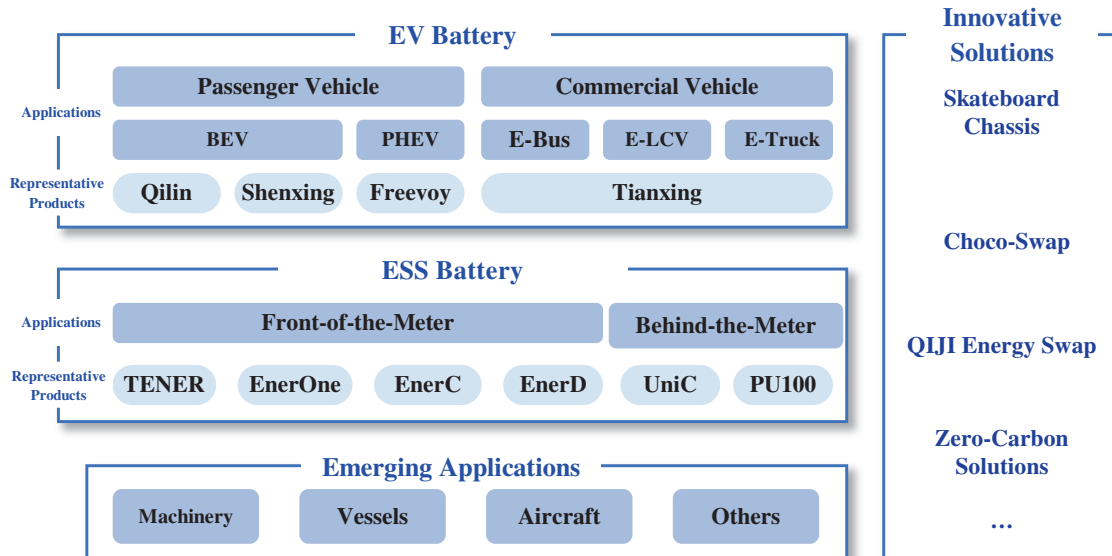 EV Battery
Applications
Passenger Vehicle
Commercial Vehicle
BEV
PHEV
E-Bus
E-LCV
E-Truck
Representative
Products
Qilin
Shenxing
Freevoy
Tianxing
ESS Battery
Applications
Front-of-the-Meter
Behind-the-Meter
Representative
Products
TENER
EnerOne
EnerC
EnerD
UniC
PU100
Emerging Applications
Machinery
Vessels
Aircraft
Others
Innovative
Solutions
Skateboard
Chassis
Choco-Swap
QIJI Energy Swap
Zero-Carbon
Solutions
...